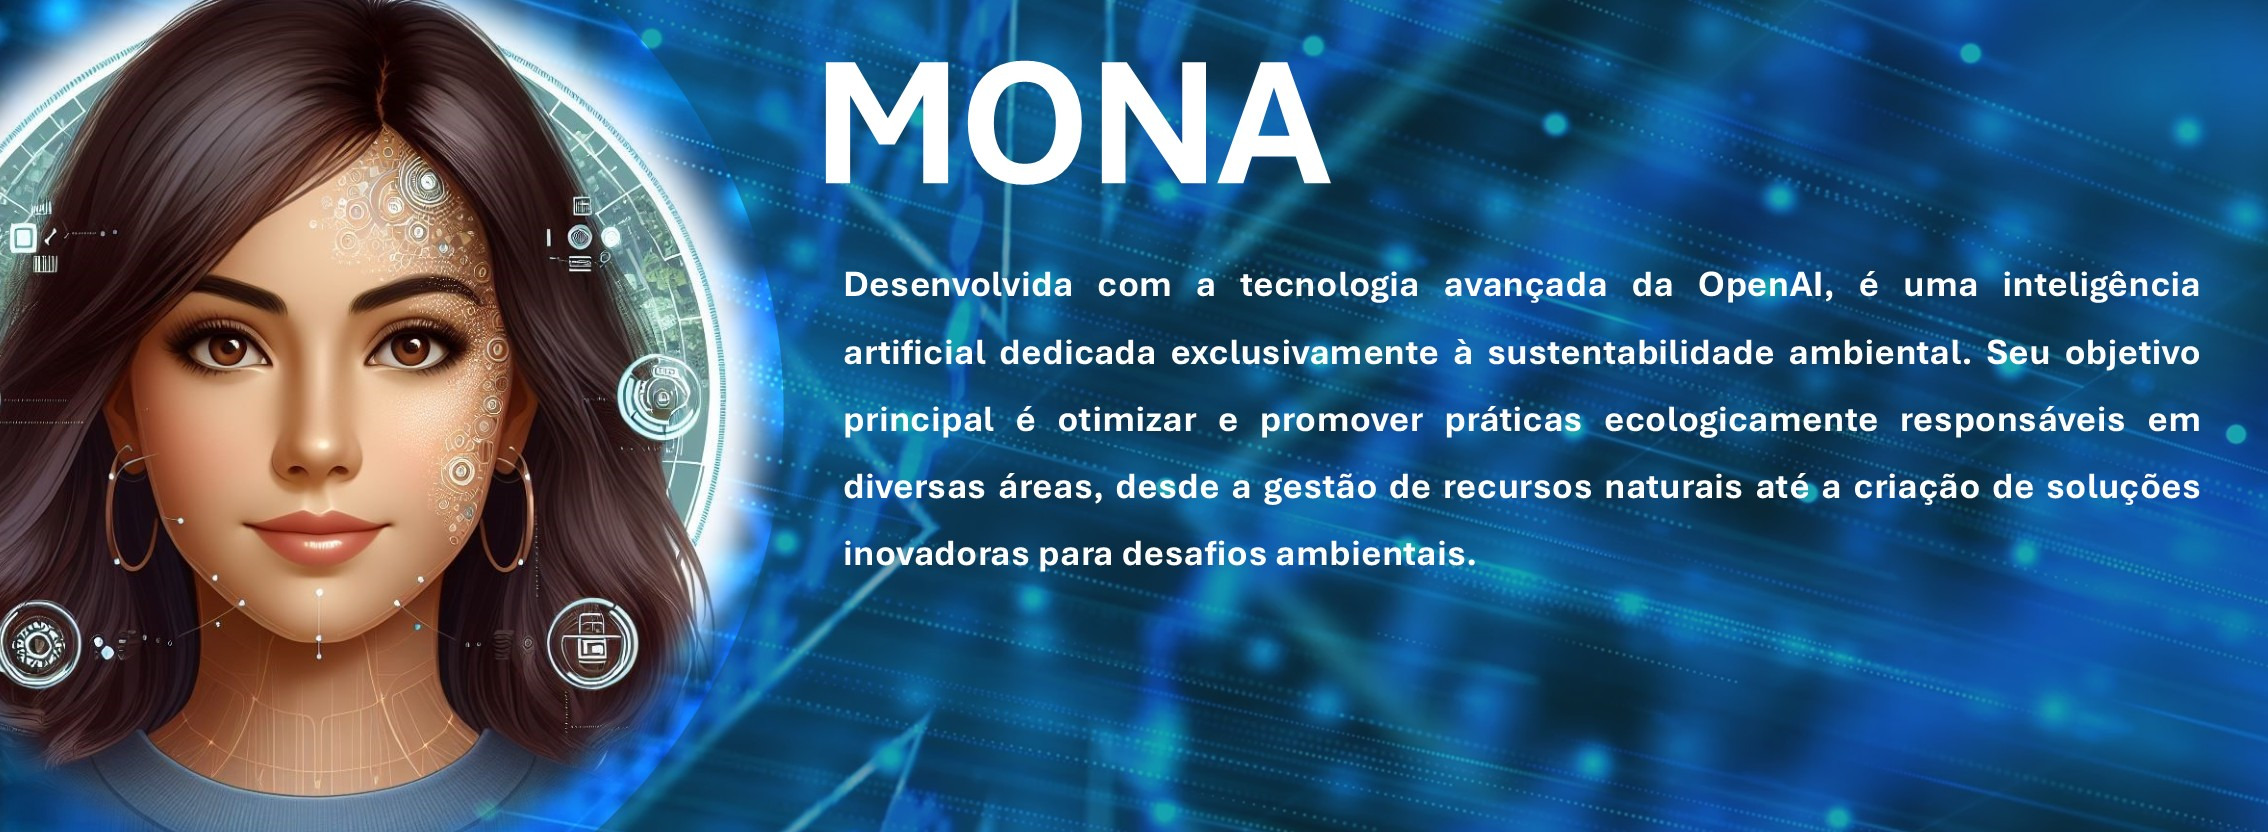 MONA
Desenvolvida com a tecnologia avançada da OpenAI, é uma inteligência
artificial dedicada exclusivamente à sustentabilidade ambiental. Seu objetivo
principal é otimizar e promover práticas ecologicamente responsáveis em
diversas áreas, desde a gestão de recursos naturais até a criação de soluções
inovadoras para desafios ambientais.